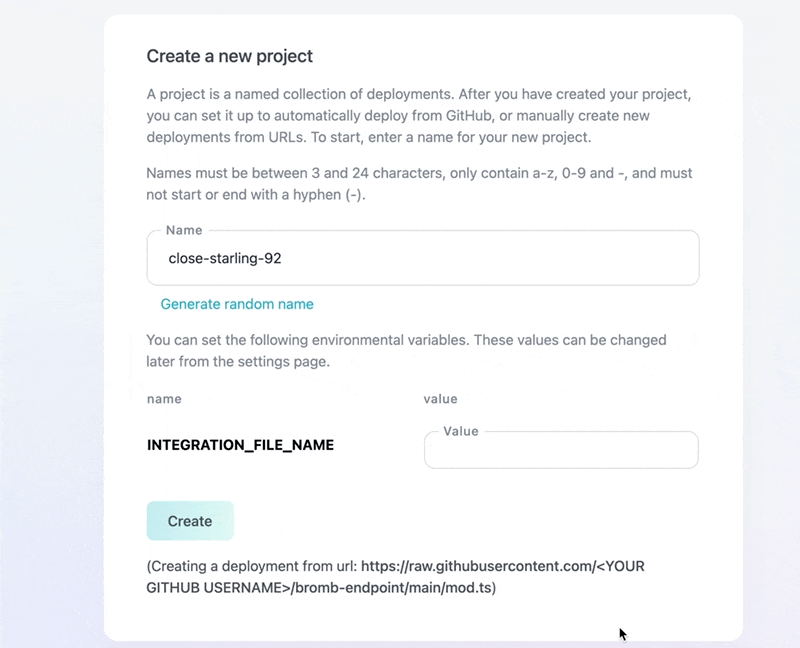 Create a new project
A project is a named collection of deployments. After you have created your project,
you can set it up to automatically deploy from GitHub, or manually create new
deployments from URLs. To start, enter a name for your new project.
Names must be between 3 and 24 characters, only contain a-z, 0-9 and -, and must
not start or end with a hyphen (-).
Name
close-starling-92
Generate random name
You can set the following environmental variables. These values can be changed
later from the settings page.
name value
Value
INTEGRATION_FILE_NAME
Create
(Creating a deployment from url: https://raw.githubusercontent.com/<YOUR
GITHUB USERNAME>/bromb-endpoint/main/mod.ts)